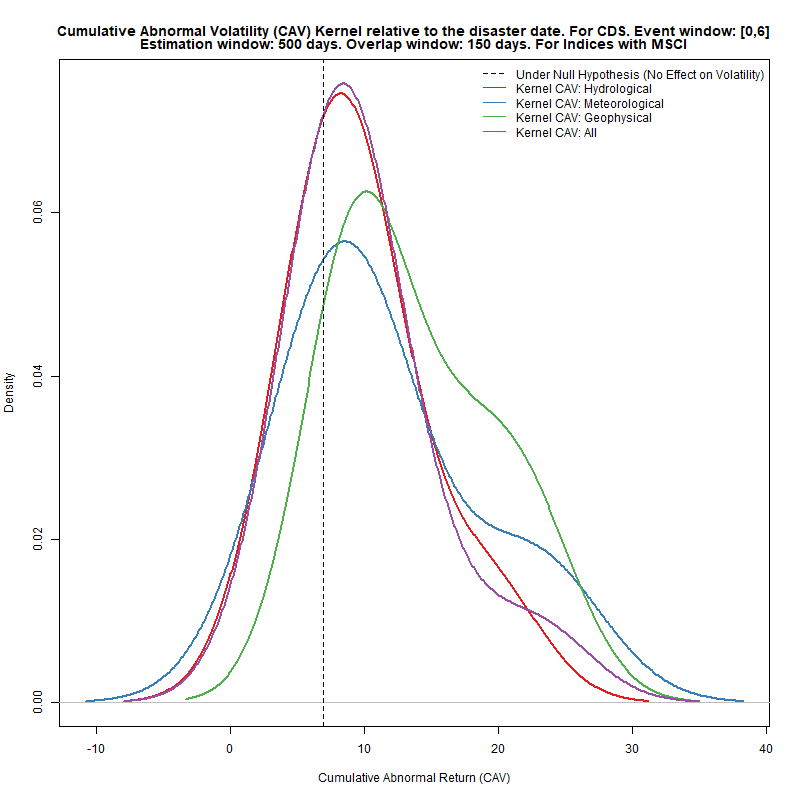 Cumulative Abnormal Volatility (CAV) Kernel relative to the disaster date. For CDS. Event window: [0,6]
Estimation window: 500 days. Overlap window: 150 days. For Indices with MSCI
Under Null Hypothesis (No Effect on Volatility)
Kernel CAV: Hydrological
Kernel CAV: Meteorological
Kernel CAV: Geophysical
Kernel CAV: All
Density
0.06
0.04
0.02
0.00
-10 0 10 20 30 40
Cumulative Abnormal Return (CAV)